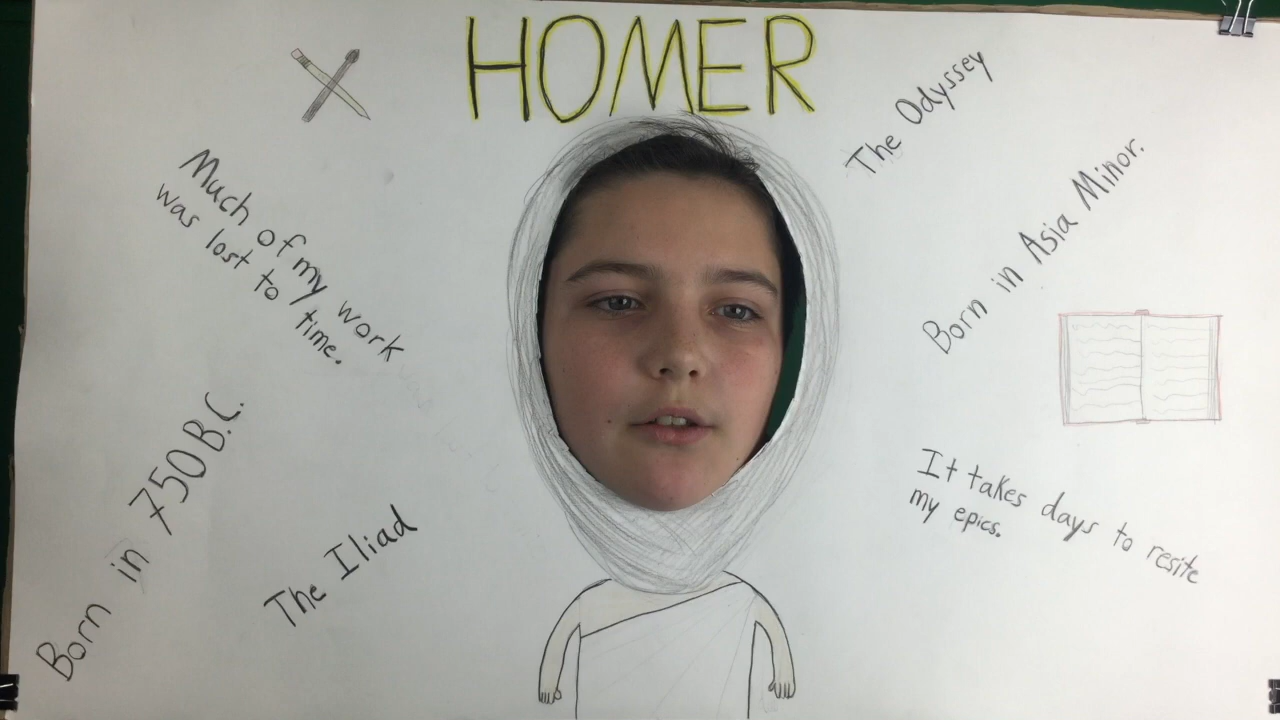 HOMER
The Odyssey
Much of my work
was lost to
time.
Born in Asia Minor.
Born in 750 B.C.
The Iliad
It takes days to resite
my epics.